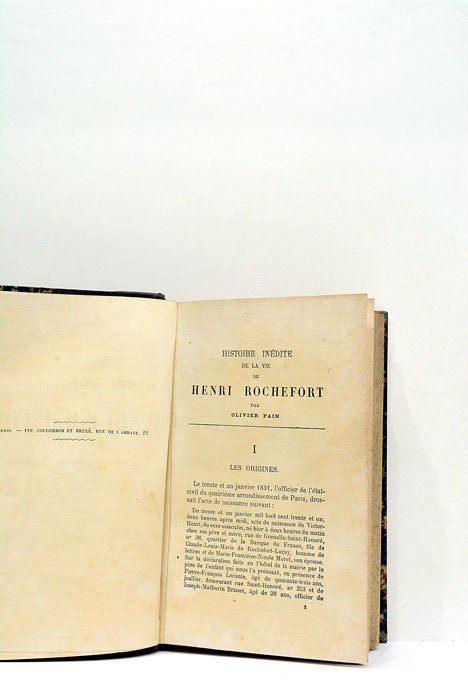 ARIS. — TYP. COLLOMBON ET BRULÉ, RUE DE L'ABBAYE, 22
HISTOIRE INÉDITE
DE LA VIE
DE
HENRI ROCHEFORT
PAR
OLIVIER PAIN
I
LES ORIGINES.
Le trente et un janvier 1831, l'officier de l'état-
civil du quatrième arrondissement de Paris, dres-
sait l'acte de naissance suivant :
Du trente et un janvier mil huit cent trente et un,
deux heures après midi, acte de naissance de Victor-
Henri, du sexe masculin, né hier à deux heures du matin
chez ses père et mère, rue de Grenelle-Saint-Honoré,
nº 38, quartier de la Banque de France, fils de
Claude-Louis-Marie de Rochefort-Luçay, homme de
lettres et de Marie-Françoise-Nicole Morel, son épouse.
Sur la déclaration faite en l'hôtel de la mairie par le
père de l'enfant qui nous l'a présenté, en présence de
Pierre-François Leconte, âgé de quarante-trois ans,
joaillier, demeurant rue Saint-Honoré, nº 353 et de
Joseph-Mathurin Brisset, âgé de 38 ans, officier de
1